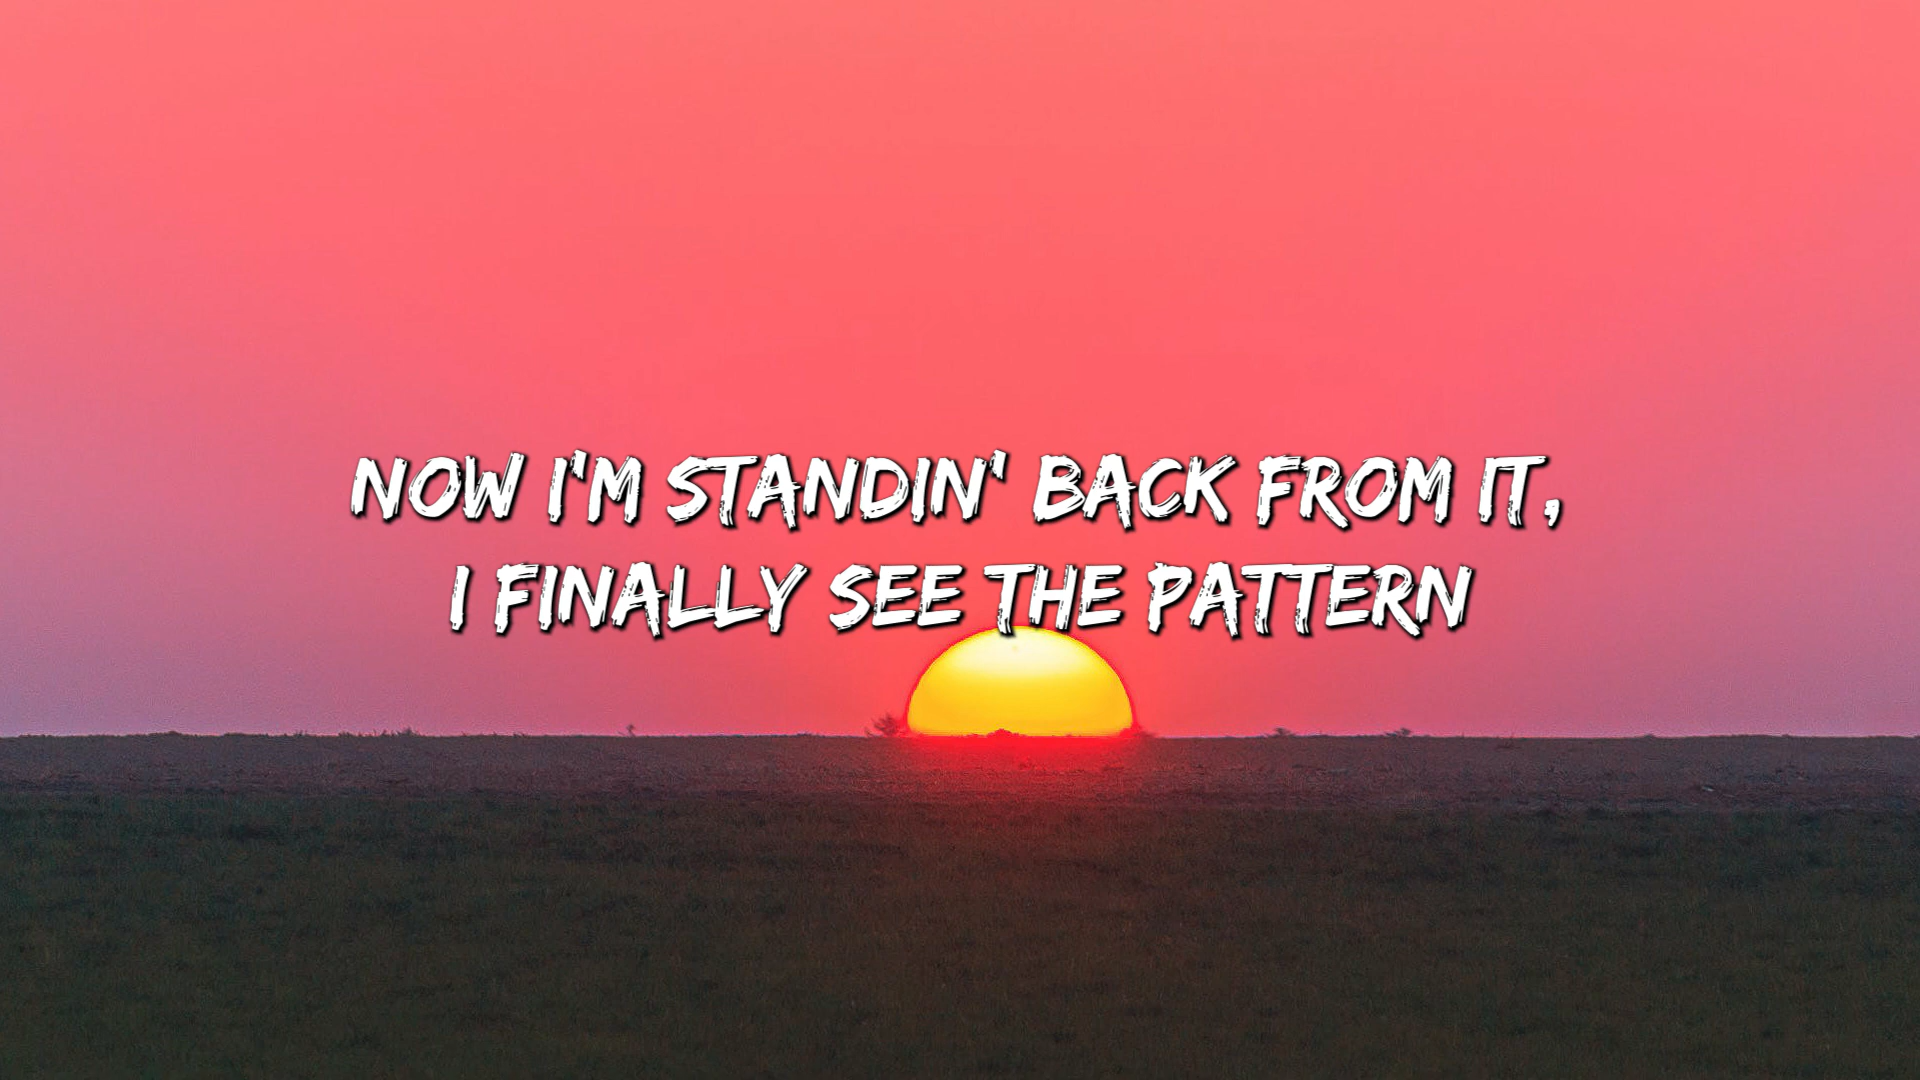 NOW I'M STANDIN' BACK FROM IT,
I FINALLY SEE THE PATTERN